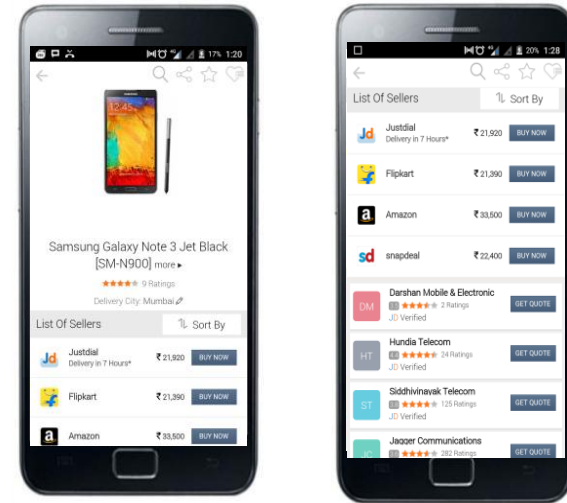 17% 1:20
12:45
Samsung Galaxy Note 3 Jet Black
[SM-N900] more ▸
9 Ratings
Delivery City: Mumbai
List Of Sellers Sort By
Jd Justdial ₹ 21,920 BUY NOW
Delivery in 7 Hours*
Flipkart ₹ 21,390 BUY NOW
a Amazon ₹ 33,500 BUY NOW
20% 1:28
List Of Sellers Sort By
Jd Justdial ₹ 21,920 BUY NOW
Delivery in 7 Hours*
Flipkart ₹ 21,390 BUY NOW
a Amazon ₹ 33,500 BUY NOW
sd snapdeal ₹ 22,400 BUY NOW
DM Darshan Mobile & Electronic GET QUOTE
2 Ratings
JD Verified
HT Hundia Telecom GET QUOTE
24 Ratings
JD Verified
ST Siddhivinayak Telecom GET QUOTE
125 Ratings
JD Verified
JC Jagger Communications GET QUOTE
282 Ratings